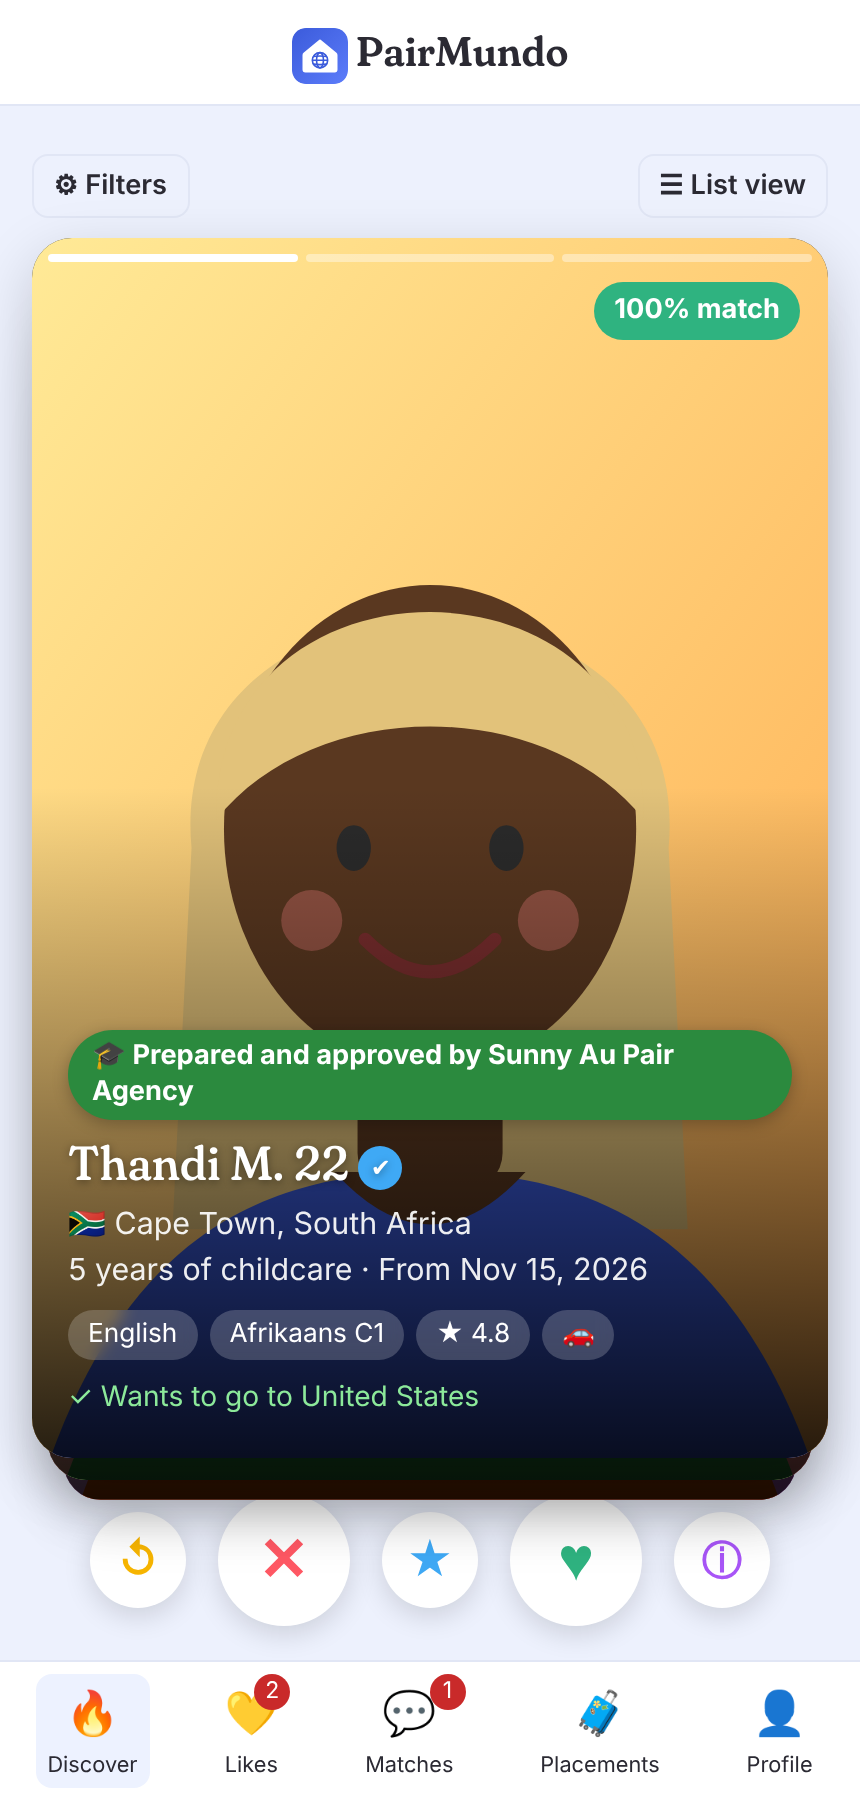 PairMundo
⚙ Filters
☰ List view
100% match
🎓 Prepared and approved by Sunny Au Pair
Agency
Thandi M. 22 ✔
🇿🇦 Cape Town, South Africa
5 years of childcare · From Nov 15, 2026
English
Afrikaans C1
★ 4.8
🚗
✓ Wants to go to United States
Discover
2
Likes
1
Matches
Placements
Profile